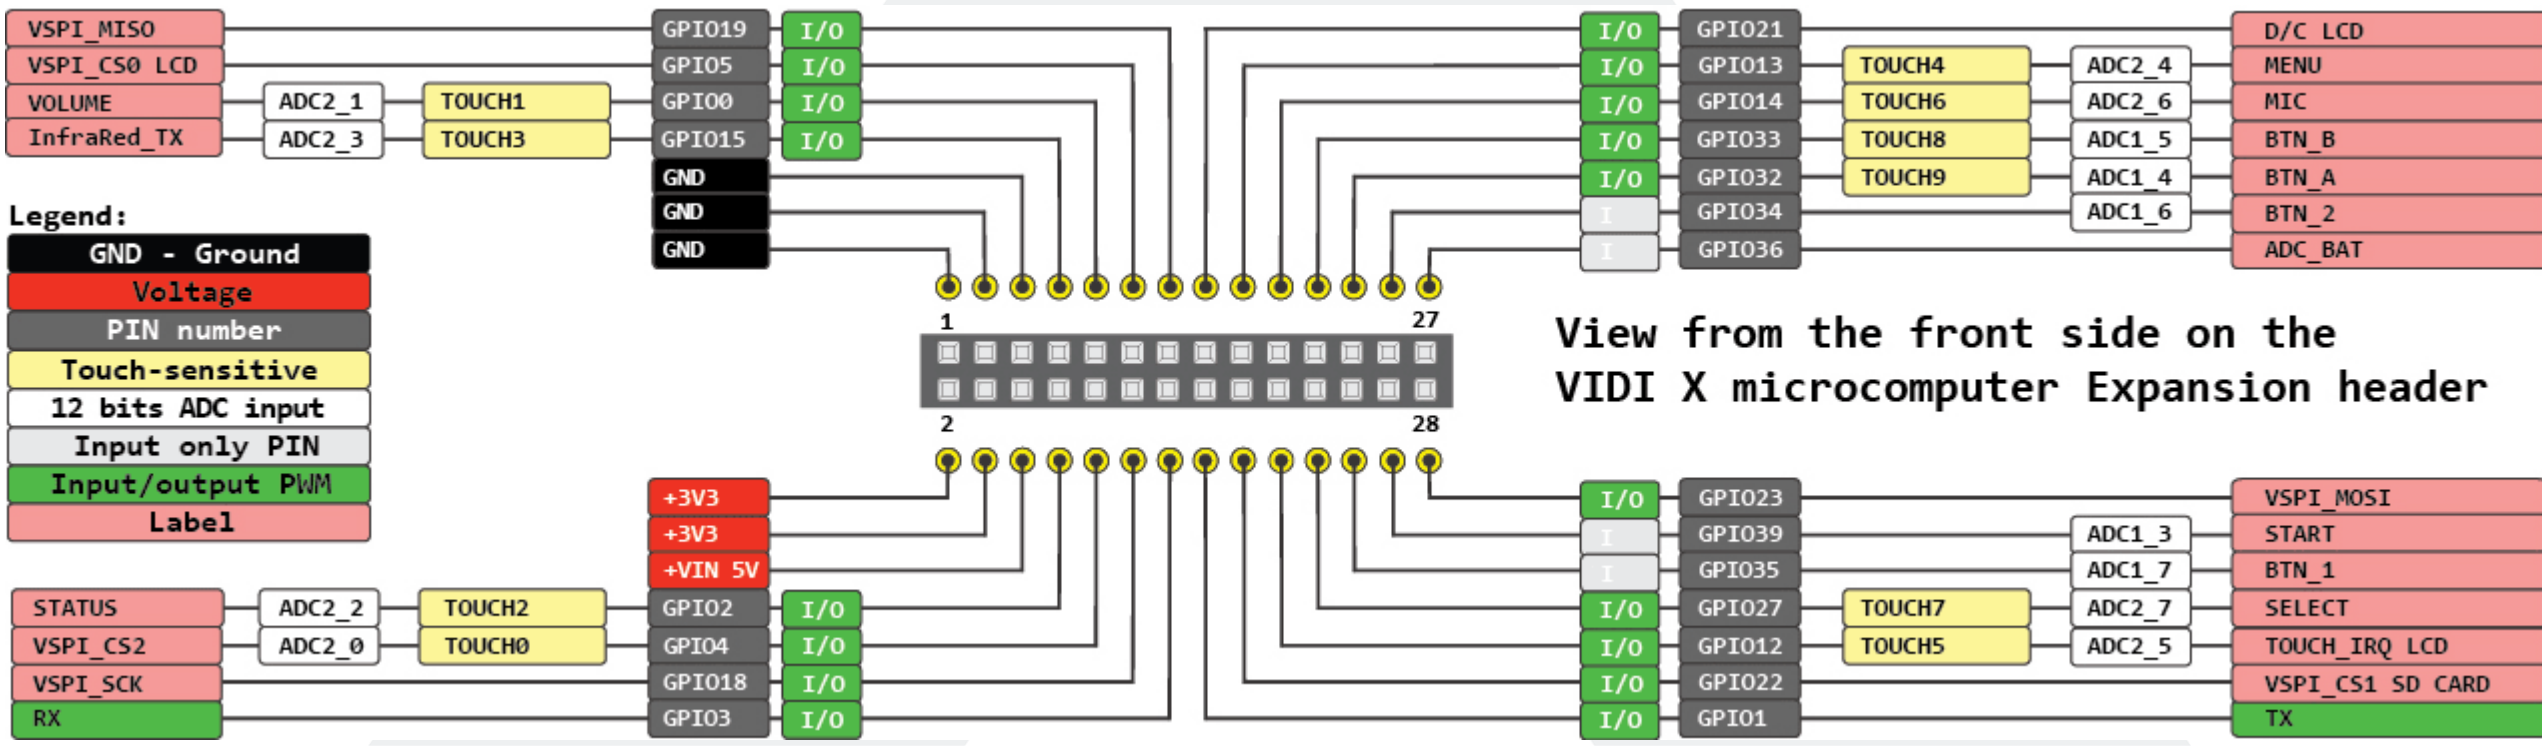 VSPI_MISO GPIO19 I/O I/O GPIO21 D/C LCD
VSPI_CS0 LCD GPIO5 I/O I/O GPIO13 TOUCH4 ADC2_4 MENU
VOLUME ADC2_1 TOUCH1 GPIO0 I/O I/O GPIO14 TOUCH6 ADC2_6 MIC
InfraRed_TX ADC2_3 TOUCH3 GPIO15 I/O I/O GPIO33 TOUCH8 ADC1_5 BTN_B
GND I/O GPIO32 TOUCH9 ADC1_4 BTN_A
GND I GPIO34 ADC1_6 BTN_2
GND I GPIO36 ADC_BAT
Legend:
GND - Ground
Voltage
PIN number
Touch-sensitive
12 bits ADC input
Input only PIN
Input/output PWM
Label
1 27
2 28
View from the front side on the
VIDI X microcomputer Expansion header
+3V3 I/O GPIO23 VSPI_MOSI
+3V3 I GPIO39 ADC1_3 START
+VIN 5V I GPIO35 ADC1_7 BTN_1
STATUS ADC2_2 TOUCH2 GPIO2 I/O I/O GPIO27 TOUCH7 ADC2_7 SELECT
VSPI_CS2 ADC2_0 TOUCH0 GPIO4 I/O I/O GPIO12 TOUCH5 ADC2_5 TOUCH_IRQ LCD
VSPI_SCK GPIO18 I/O I/O GPIO22 VSPI_CS1 SD CARD
RX GPIO3 I/O I/O GPIO1 TX